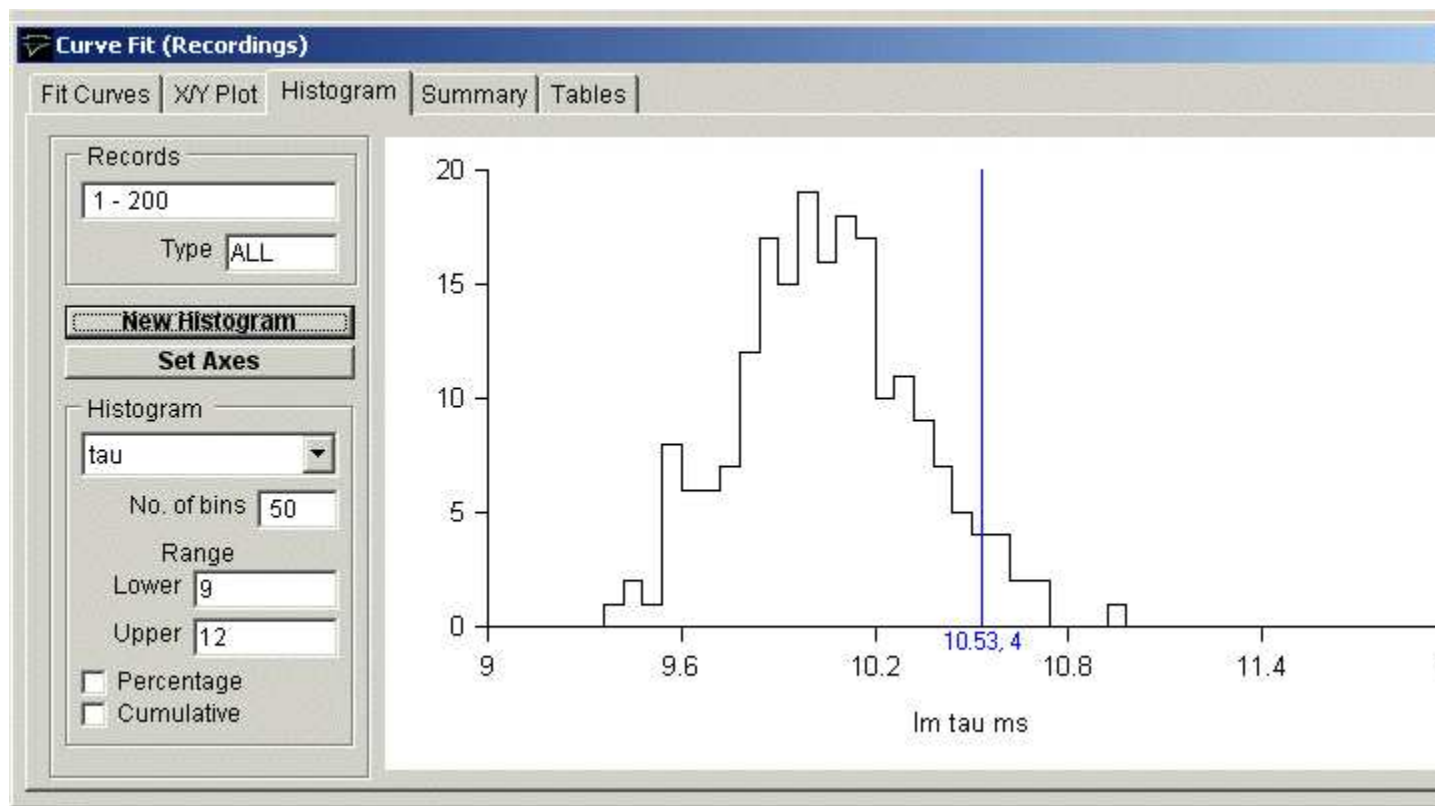 Curve Fit (Recordings)
Fit Curves X/Y Plot Histogram Summary Tables
Records
1 - 200
Type ALL
New Histogram
Set Axes
Histogram
tau
No. of bins 50
Range
Lower 9
Upper 12
Percentage
Cumulative
20
15
10
5
0
10.53, 4
9 9.6 10.2 10.8 11.4
Im tau ms